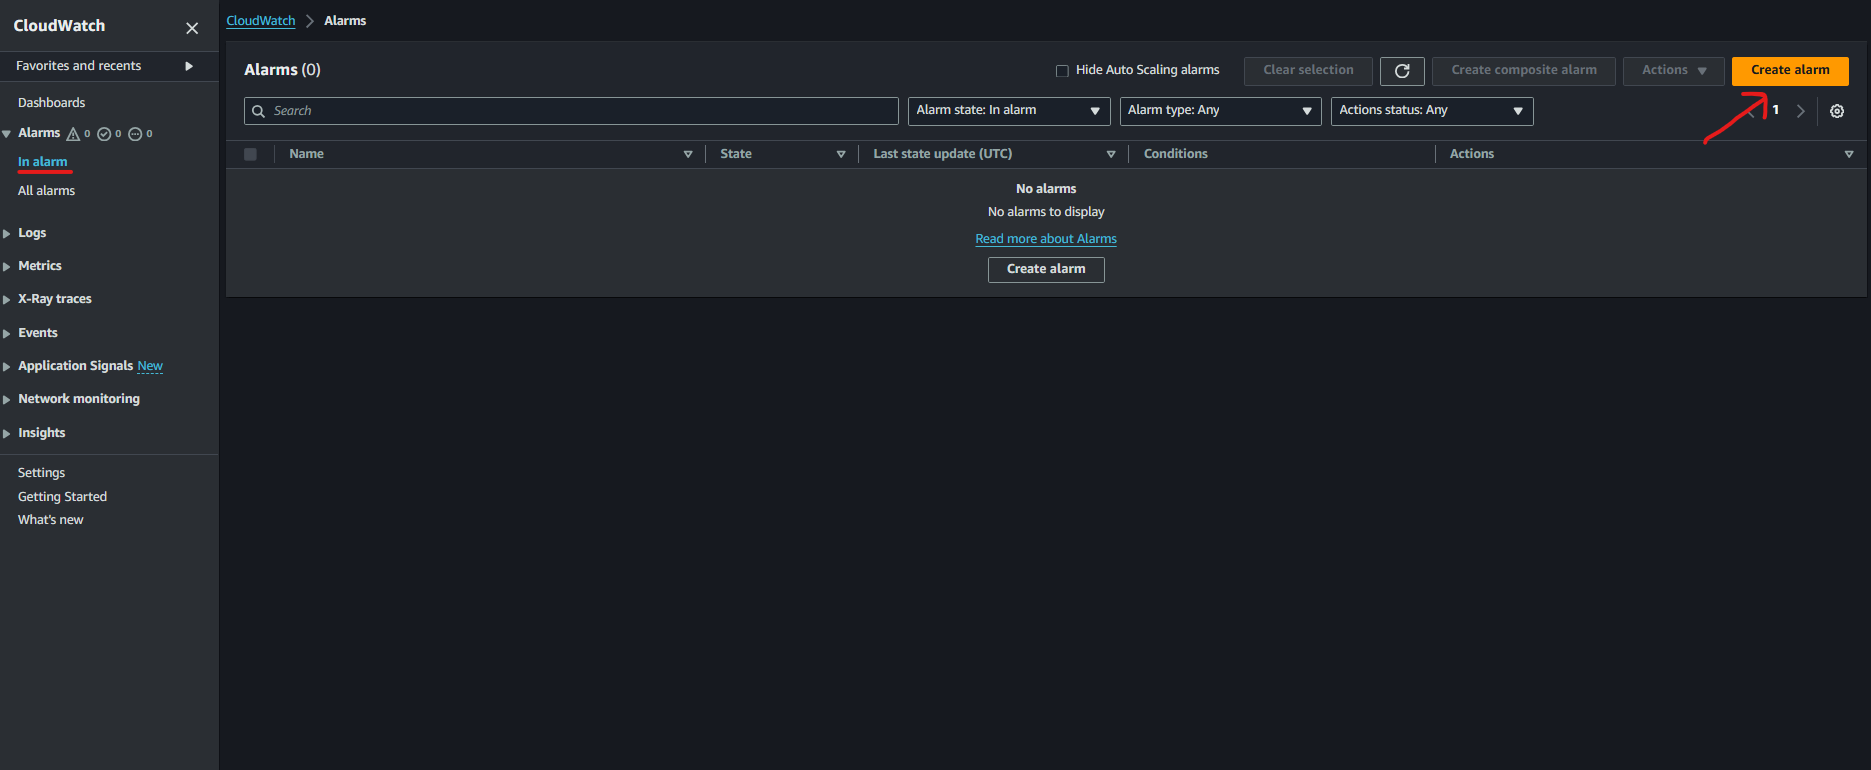 CloudWatch
Favorites and recents
Dashboards
Alarms 0 0 0
In alarm
All alarms
Logs
Metrics
X-Ray traces
Events
Application Signals New
Network monitoring
Insights
Settings
Getting Started
What's new
CloudWatch Alarms
Alarms (0)
Hide Auto Scaling alarms
Clear selection
Create composite alarm
Actions
Create alarm
Search
Alarm state: In alarm
Alarm type: Any
Actions status: Any
1
Name
State
Last state update (UTC)
Conditions
Actions
No alarms
No alarms to display
Read more about Alarms
Create alarm